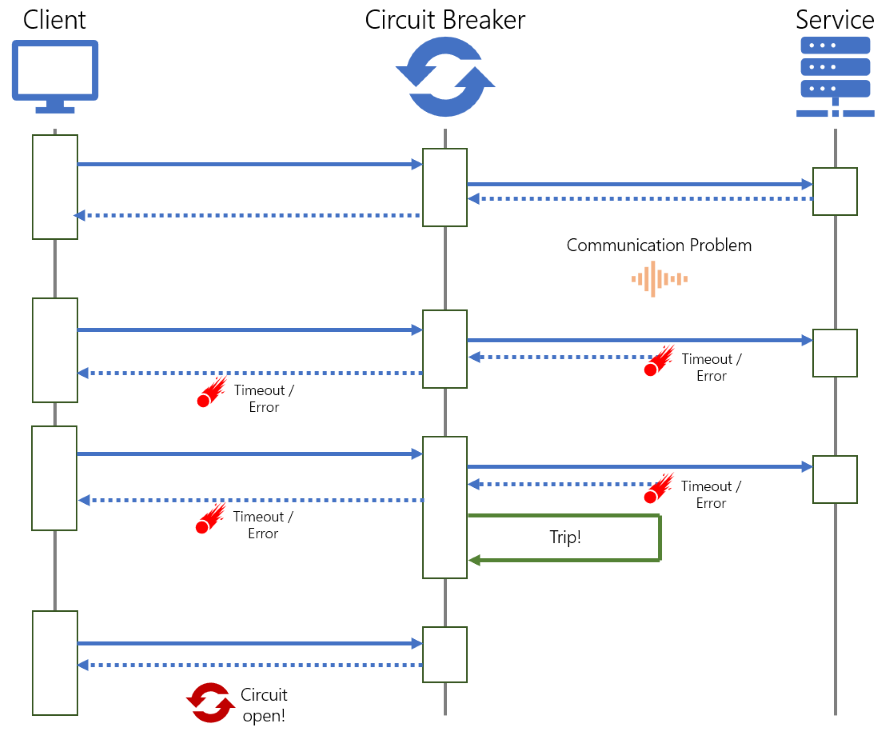 Client
Circuit Breaker
Service
Communication Problem
Timeout /
Error
Timeout /
Error
Timeout /
Error
Timeout /
Error
Trip!
Circuit
open!